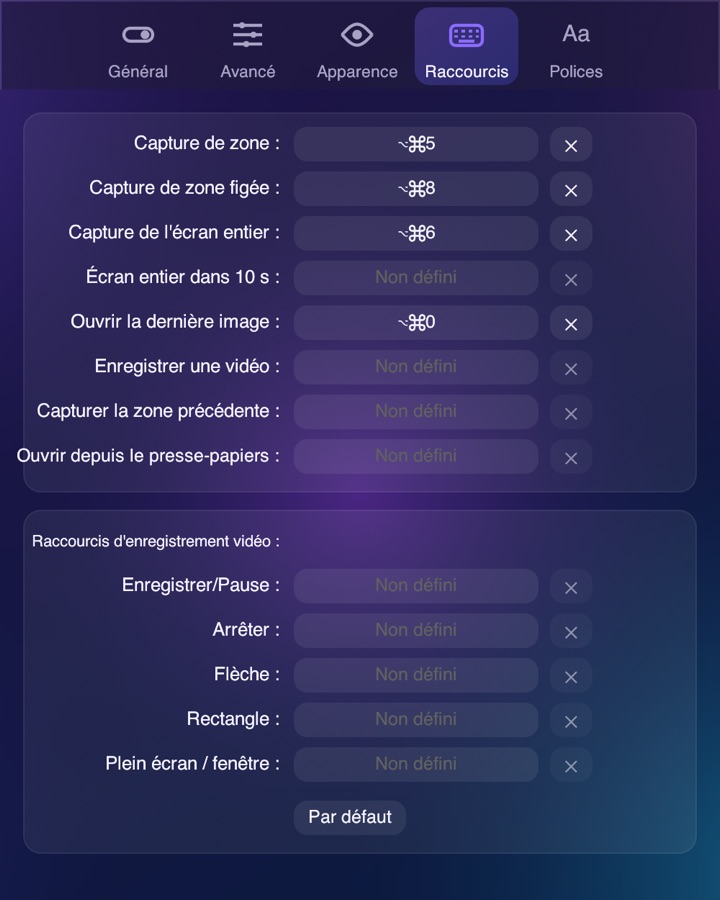 Général Avancé Apparence Raccourcis Aa Polices
Capture de zone : ⌥⌘5
Capture de zone figée : ⌥⌘8
Capture de l'écran entier : ⌥⌘6
Écran entier dans 10 s : Non défini
Ouvrir la dernière image : ⌥⌘0
Enregistrer une vidéo : Non défini
Capturer la zone précédente : Non défini
Ouvrir depuis le presse-papiers : Non défini
Raccourcis d'enregistrement vidéo :
Enregistrer/Pause : Non défini
Arrêter : Non défini
Flèche : Non défini
Rectangle : Non défini
Plein écran / fenêtre : Non défini
Par défaut